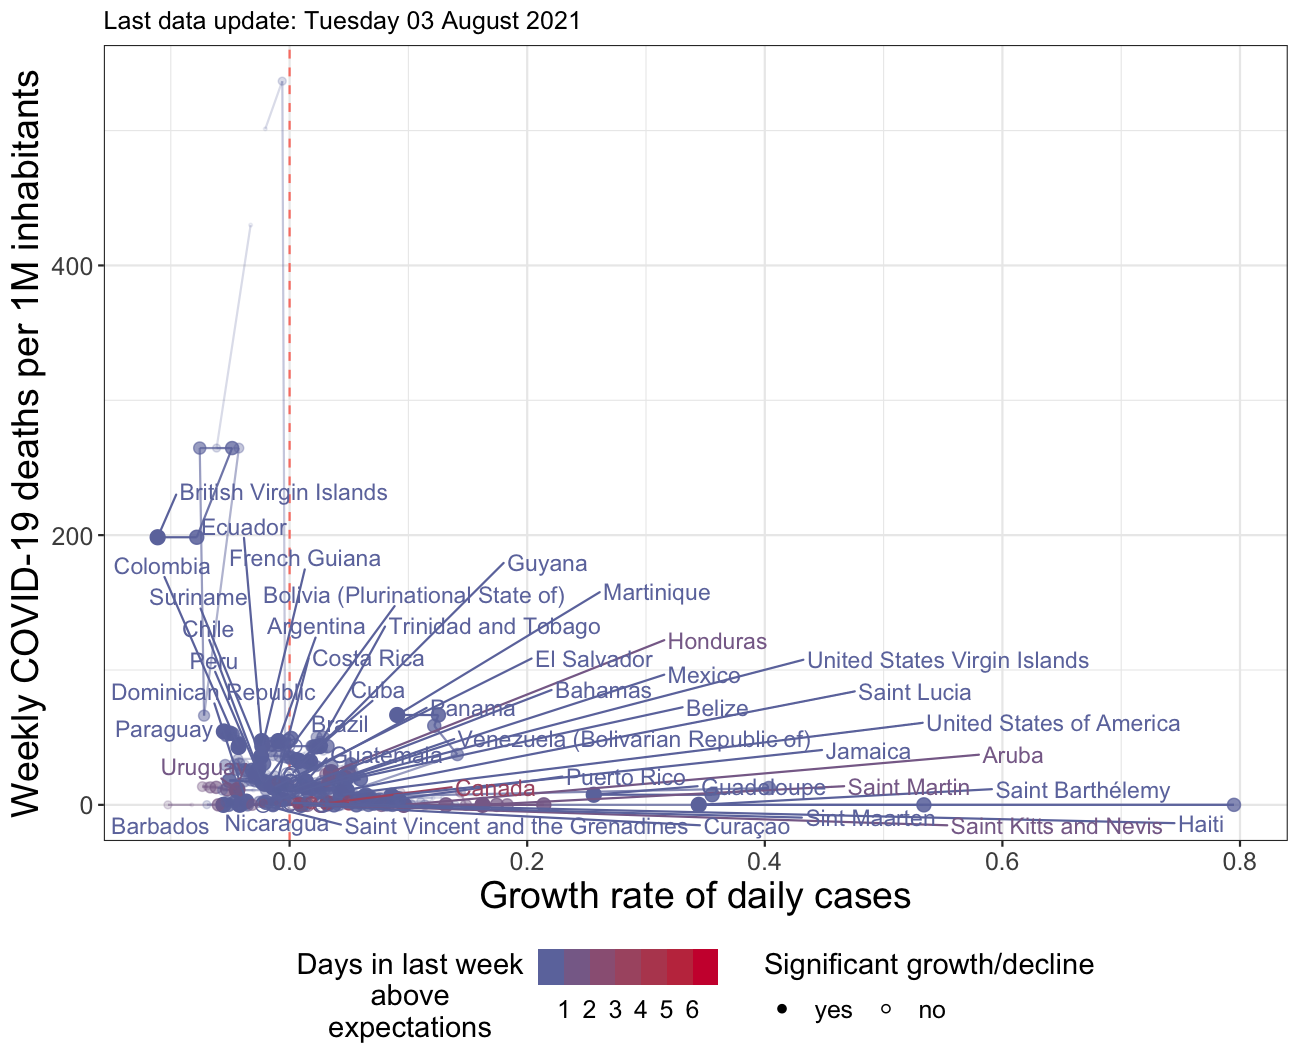 Last data update: Tuesday 03 August 2021
Weekly COVID-19 deaths per 1M inhabitants
400
200
0
British Virgin Islands
Ecuador
Colombia
French Guiana
Guyana
Suriname
Bolivia (Plurinational State of)
Martinique
Chile
Argentina
Trinidad and Tobago
Honduras
Peru
Costa Rica
El Salvador
United States Virgin Islands
Mexico
Dominican Republic
Cuba
Bahamas
Saint Lucia
Panama
Belize
Paraguay
Brazil
United States of America
Venezuela (Bolivarian Republic of)
Guatemala
Jamaica
Aruba
Uruguay
Puerto Rico
Canada
Guadeloupe
Saint Martin
Saint Barthélemy
Barbados
Nicaragua
Saint Vincent and the Grenadines
Curaçao
Sint Maarten
Saint Kitts and Nevis
Haiti
0.0
0.2
0.4
0.6
0.8
Growth rate of daily cases
Days in last week
above
expectations
1 2 3 4 5 6
Significant growth/decline
yes
no